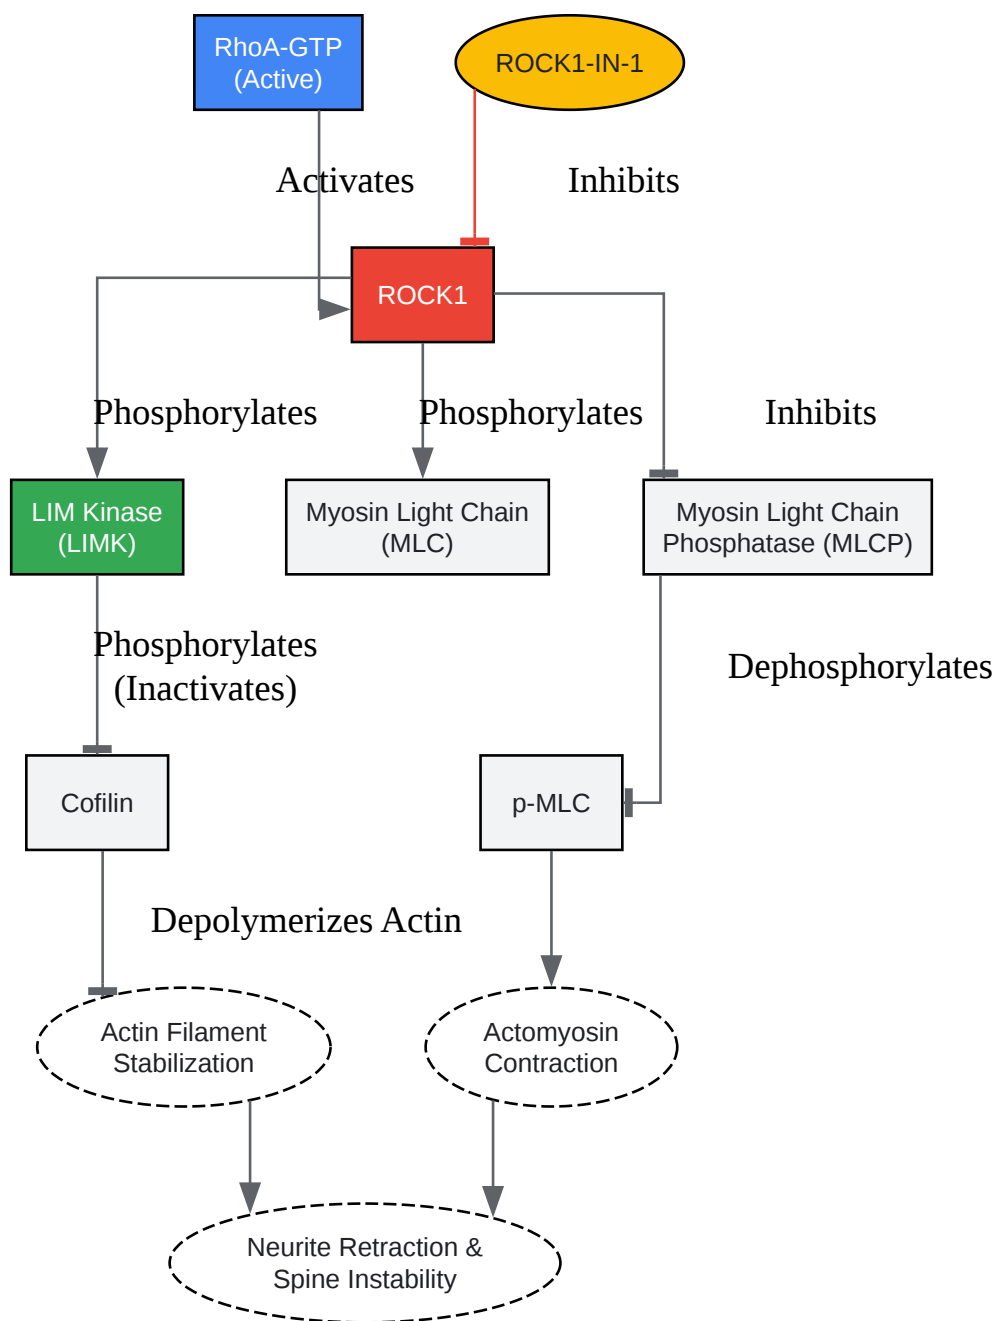 RhoA-GTP
(Active)
ROCK1-IN-1
Activates
Inhibits
ROCK1
Phosphorylates
Phosphorylates
Inhibits
LIM Kinase
(LIMK)
Myosin Light Chain
(MLC)
Myosin Light Chain
Phosphatase (MLCP)
Phosphorylates
(Inactivates)
Dephosphorylates
Cofilin
p-MLC
Depolymerizes Actin
Actin Filament
Stabilization
Actomyosin
Contraction
Neurite Retraction &
Spine Instability